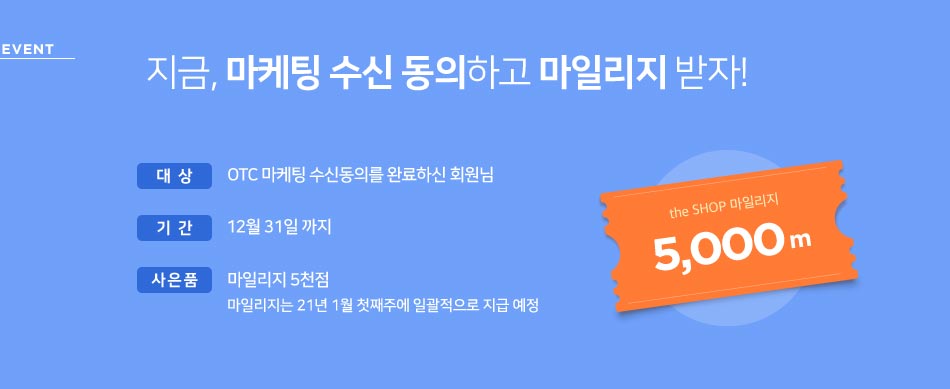 EVENT
지금, 마케팅 수신 동의하고 마일리지 받자!
대 상
OTC 마케팅 수신동의를 완료하신 회원님
기 간
12월 31일 까지
사은품
마일리지 5천점
마일리지는 21년 1월 첫째주에 일괄적으로 지급 예정
the SHOP 마일리지
5,000 m